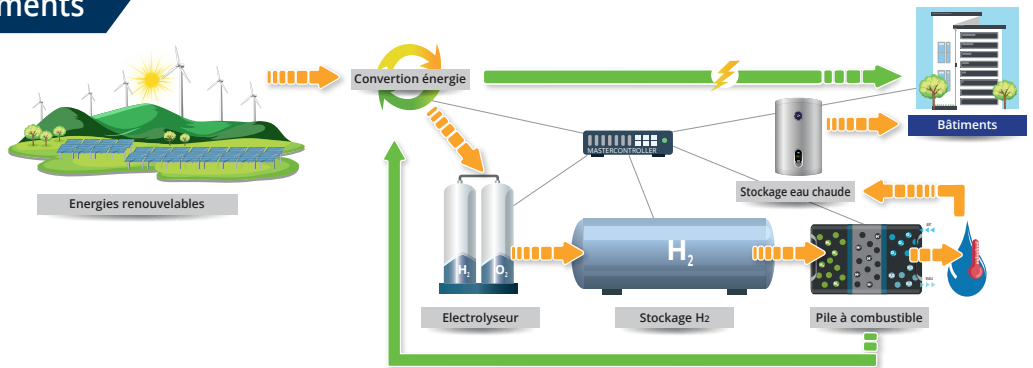 ments
Convertion énergie
Bâtiments
MASTERCONTROLLER
Stockage eau chaude
Energies renouvelables
H2
O2
H2
Electrolyseur
Stockage H2
Pile à combustible